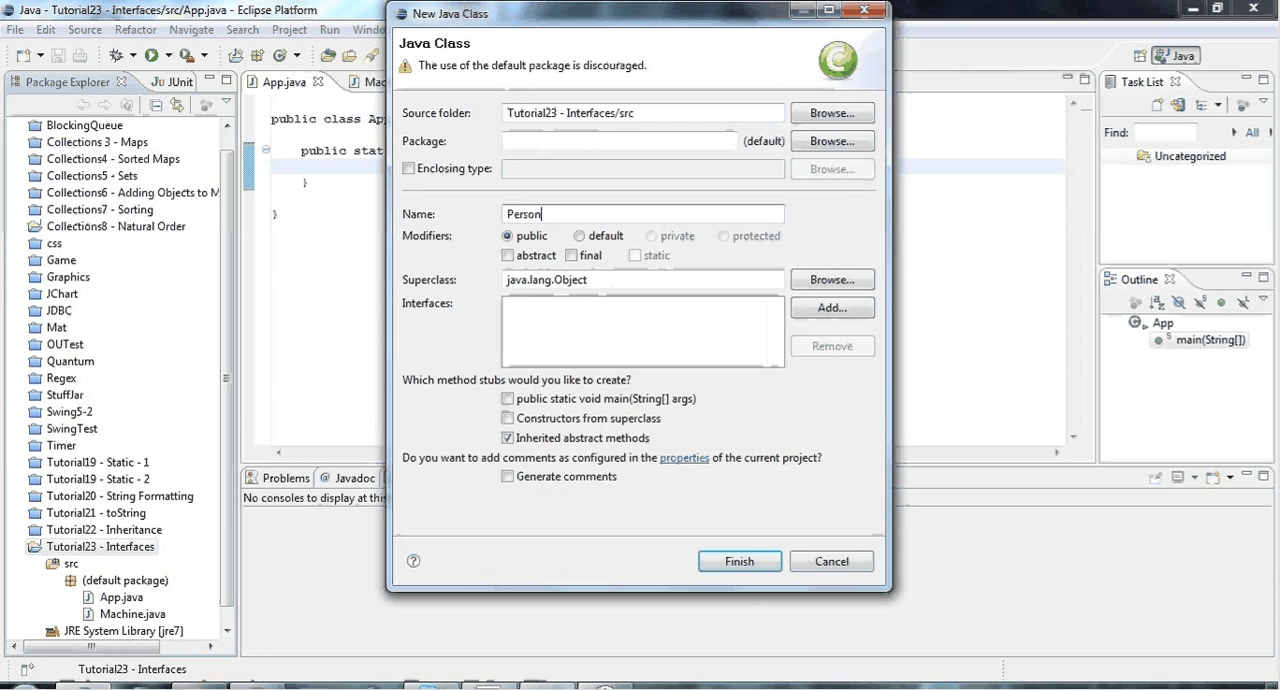 Java - Tutorial23 - Interfaces/src/App.java - Eclipse Platform
File Edit Source Refactor Navigate Search Project Run
Java
Package Explorer
JUnit
BlockingQueue
Collections 3 - Maps
Collections4 - Sorted Maps
Collections5 - Sets
Collections6 - Adding Objects to M
Collections7 - Sorting
Collections8 - Natural Order
css
Game
Graphics
JChart
JDBC
Mat
OUTest
Quantum
Regex
StuffJar
Swing5-2
SwingTest
Timer
Tutorial19 - Static - 1
Tutorial19 - Static - 2
Tutorial20 - String Formatting
Tutorial21 - toString
Tutorial22 - Inheritance
Tutorial23 - Interfaces
src
(default package)
App.java
Machine.java
JRE System Library [jre7]
App.java
public class
public
}
}
Problems @ Javadoc
No consoles to display at this
New Java Class
Java Class
The use of the default package is discouraged.
Source folder: Tutorial23 - Interfaces/src Browse...
Package: (default) Browse...
Enclosing type: Browse...
Name: Person
Modifiers: public default private protected
abstract final static
Superclass: java.lang.Object Browse...
Interfaces: Add...
Remove
Which method stubs would you like to create?
public static void main(String[] args)
Constructors from superclass
Inherited abstract methods
Do you want to add comments as configured in the properties of the current project?
Generate comments
? Finish Cancel
Task List
Find: All
Uncategorized
Outline
App
main(String[])
Tutorial23 - Interfaces